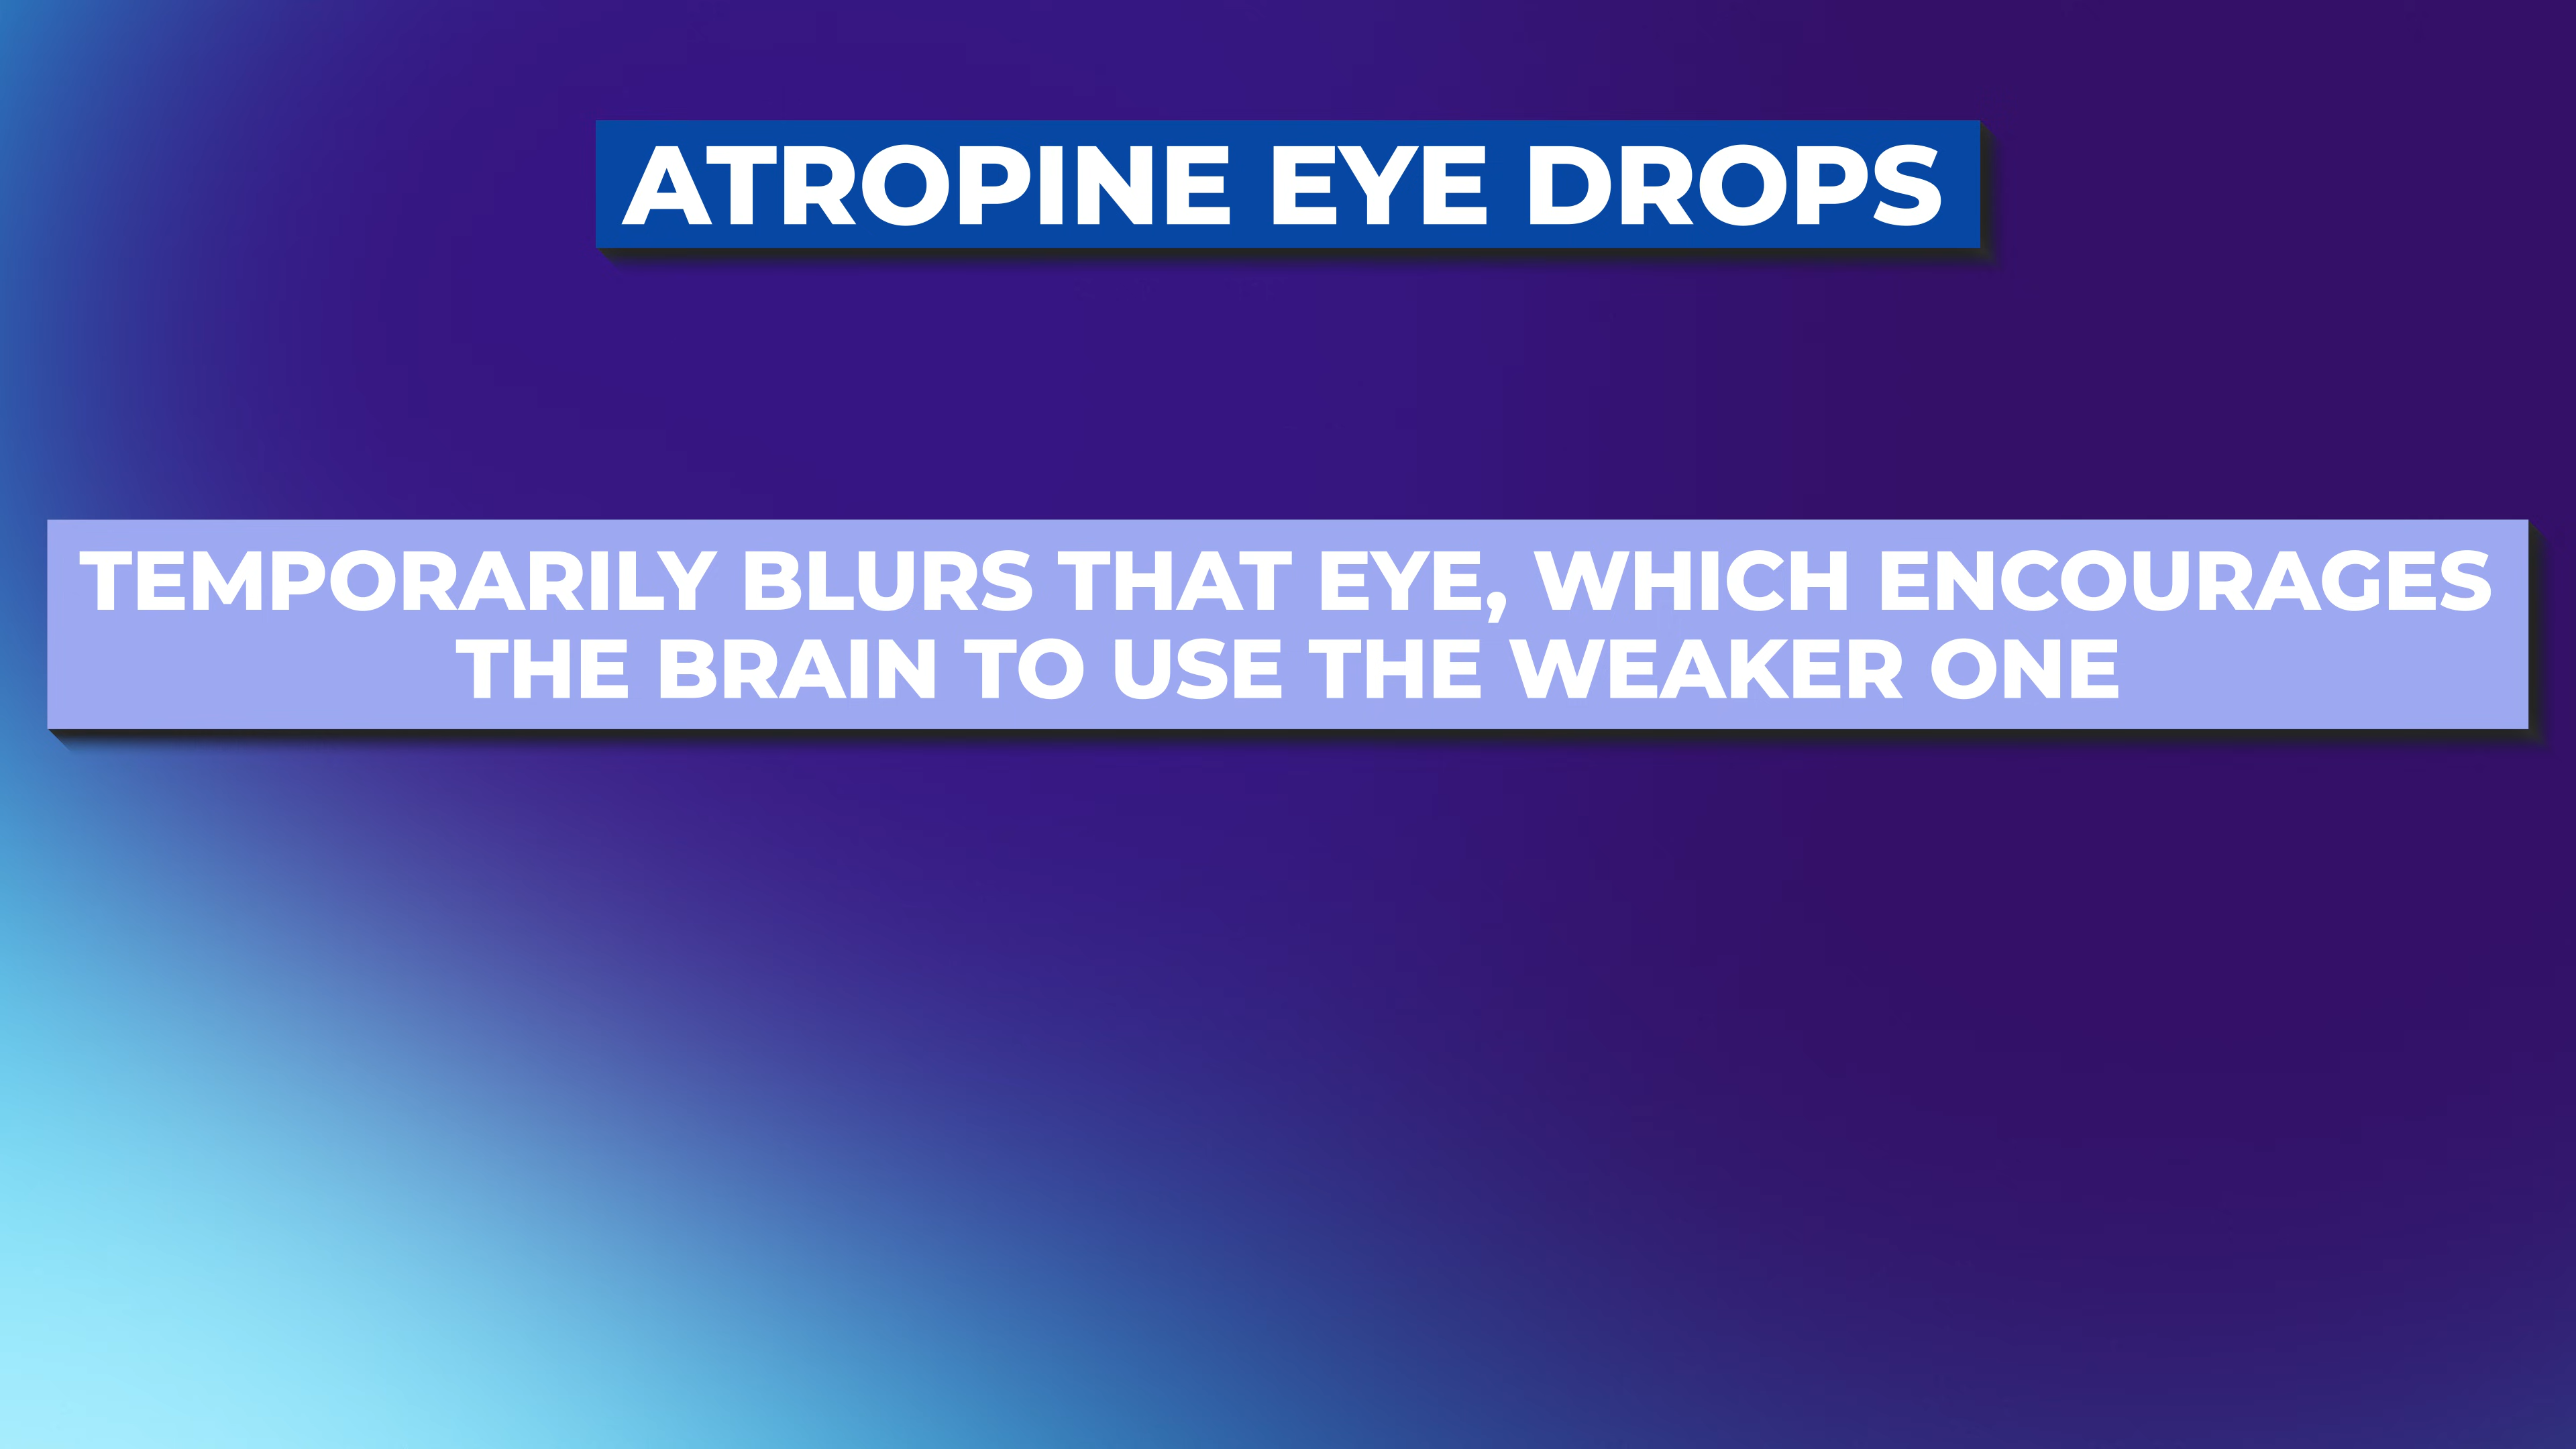 ATROPINE EYE DROPS
TEMPORARILY BLURS THAT EYE, WHICH ENCOURAGES
THE BRAIN TO USE THE WEAKER ONE